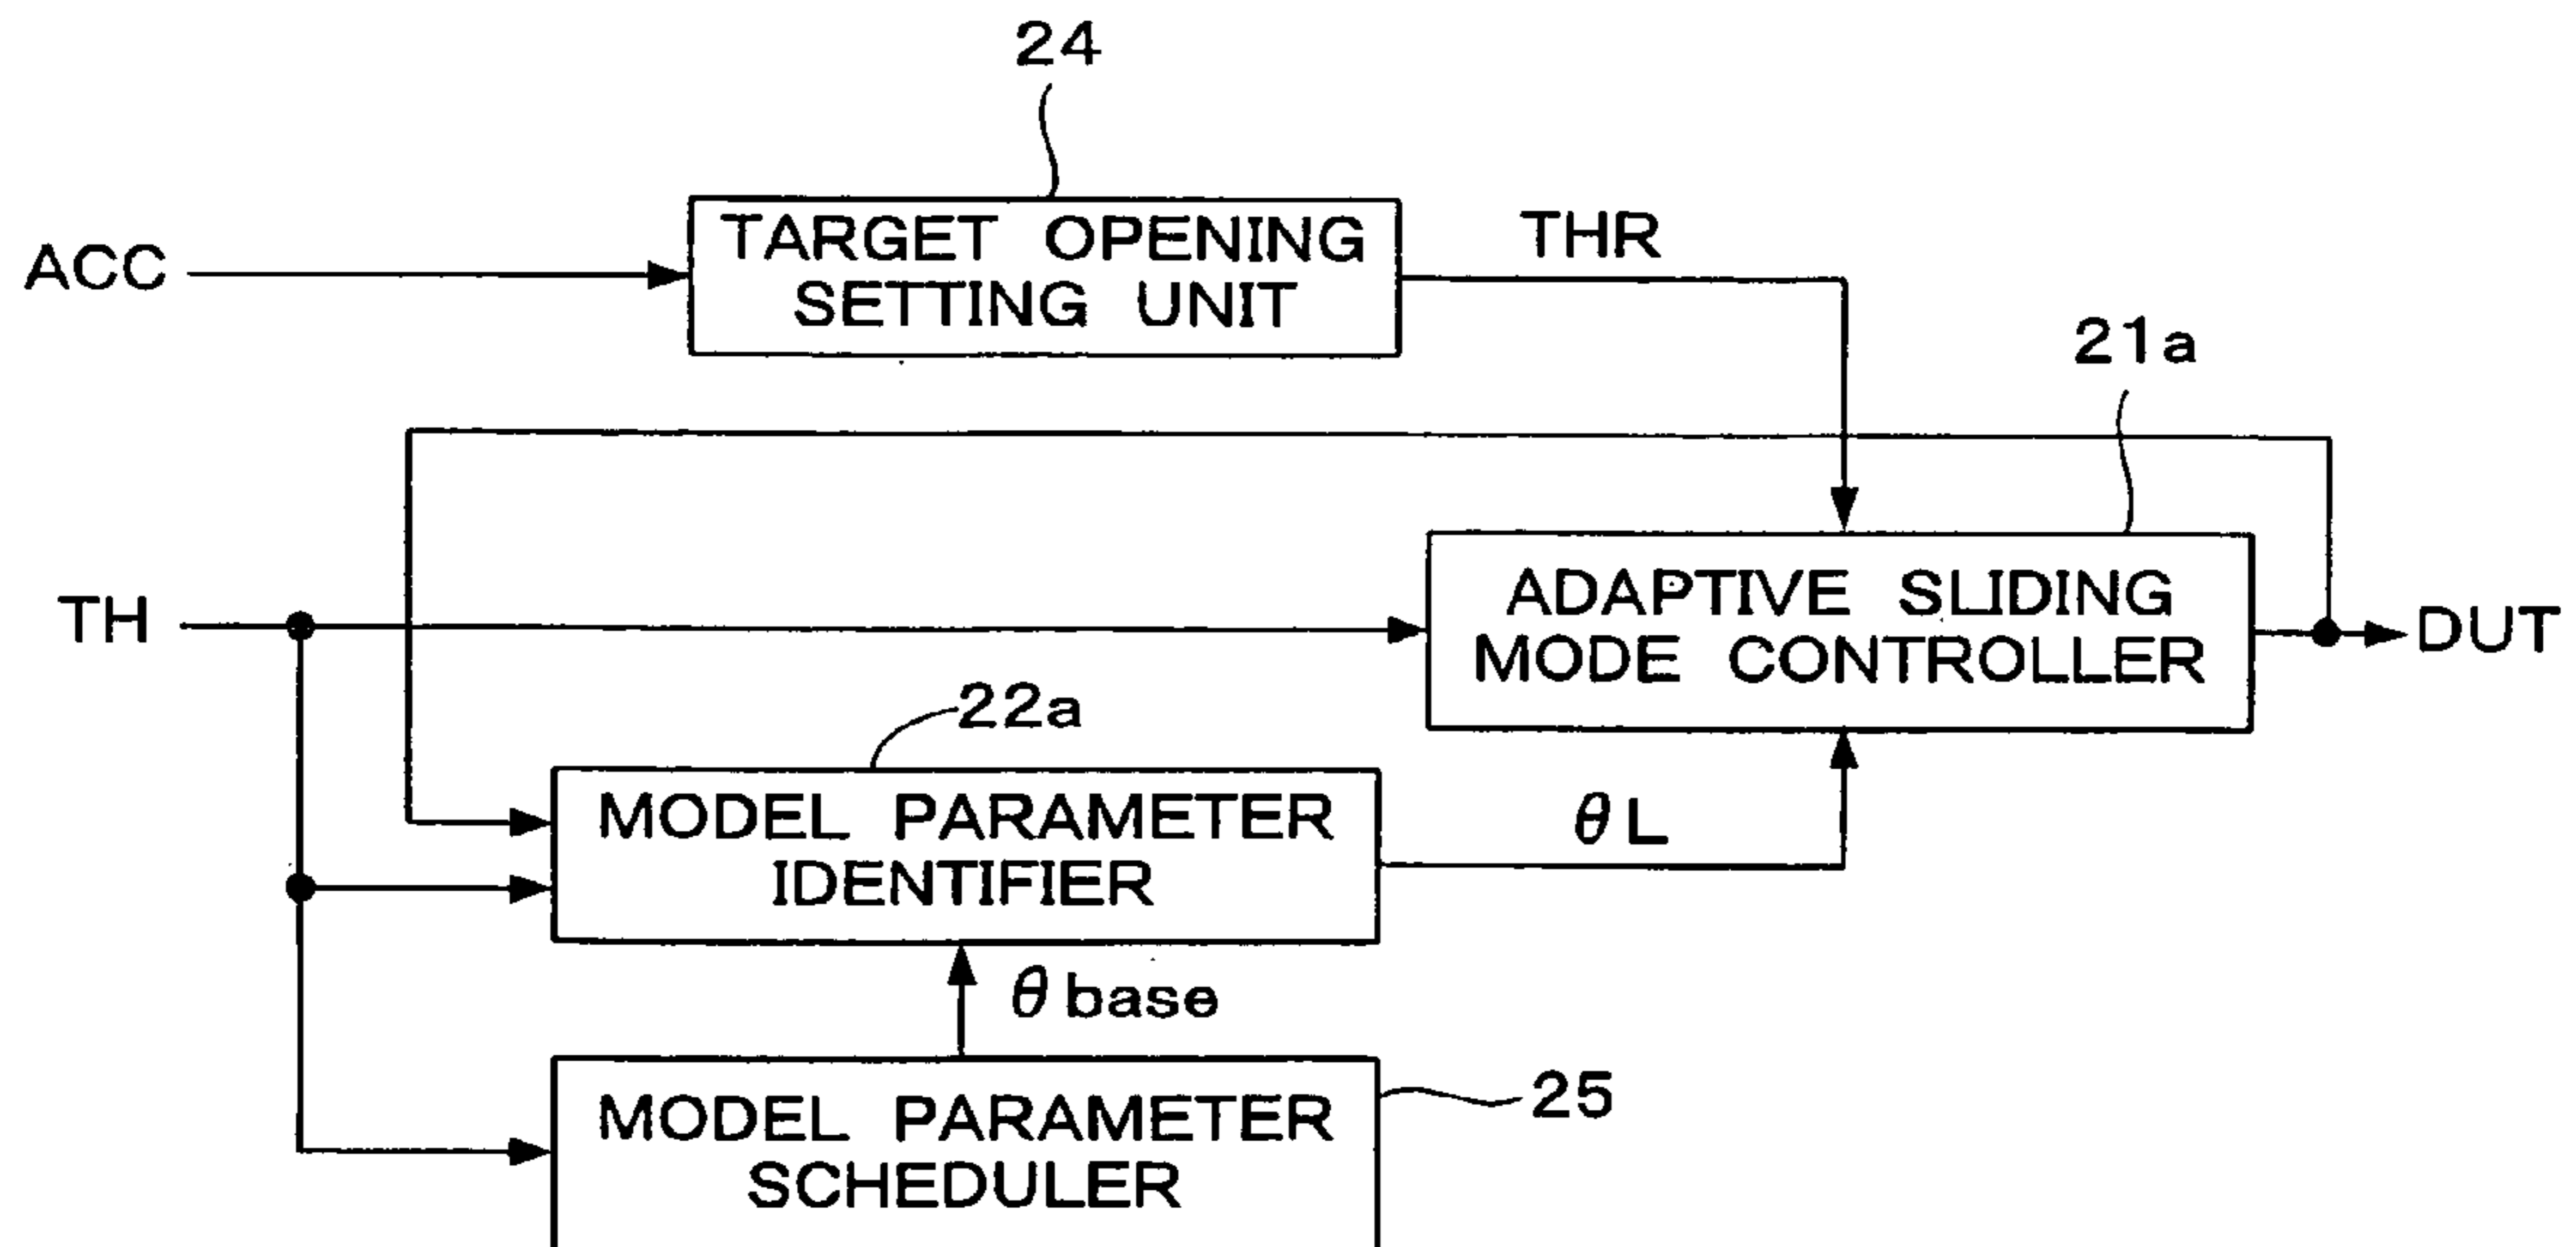 24
ACC
TARGET OPENING
SETTING UNIT
THR
21a
TH
ADAPTIVE SLIDING
MODE CONTROLLER
DUT
22a
MODEL PARAMETER
IDENTIFIER
θL
θbase
MODEL PARAMETER
SCHEDULER
25